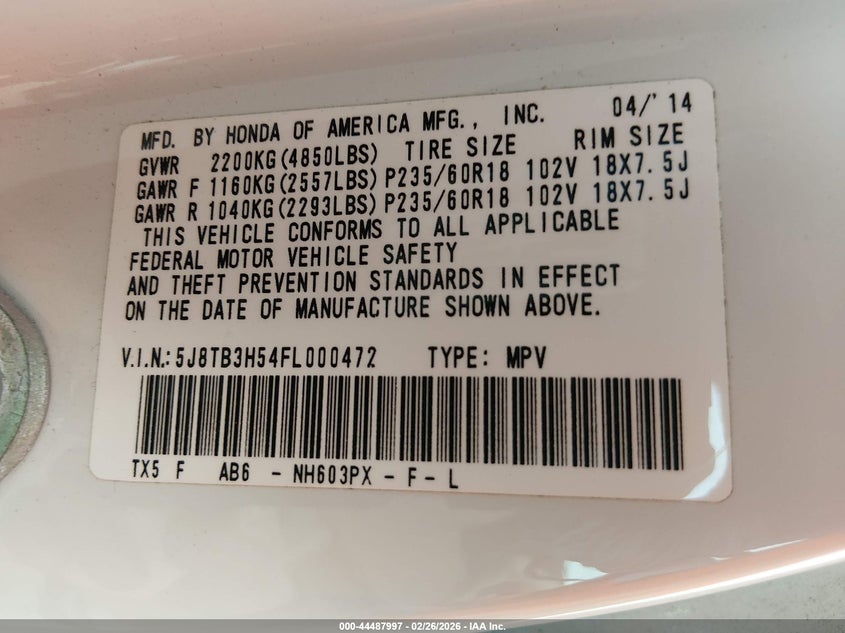 04/'14
MFD. BY HONDA OF AMERICA MFG., INC.
GVWR 2200KG(4850LBS) TIRE SIZE RIM SIZE
GAWR F 1160KG(2557LBS) P235/60R18 102V 18X7.5J
GAWR R 1040KG(2293LBS) P235/60R18 102V 18X7.5J
THIS VEHICLE CONFORMS TO ALL APPLICABLE
FEDERAL MOTOR VEHICLE SAFETY
AND THEFT PREVENTION STANDARDS IN EFFECT
ON THE DATE OF MANUFACTURE SHOWN ABOVE.
V.I.N.: 5J8TB3H54FL000472 TYPE: MPV
TX5 F AB6 - NH603PX - F - L
000-44487997 - 02/26/2026 - IAA Inc.